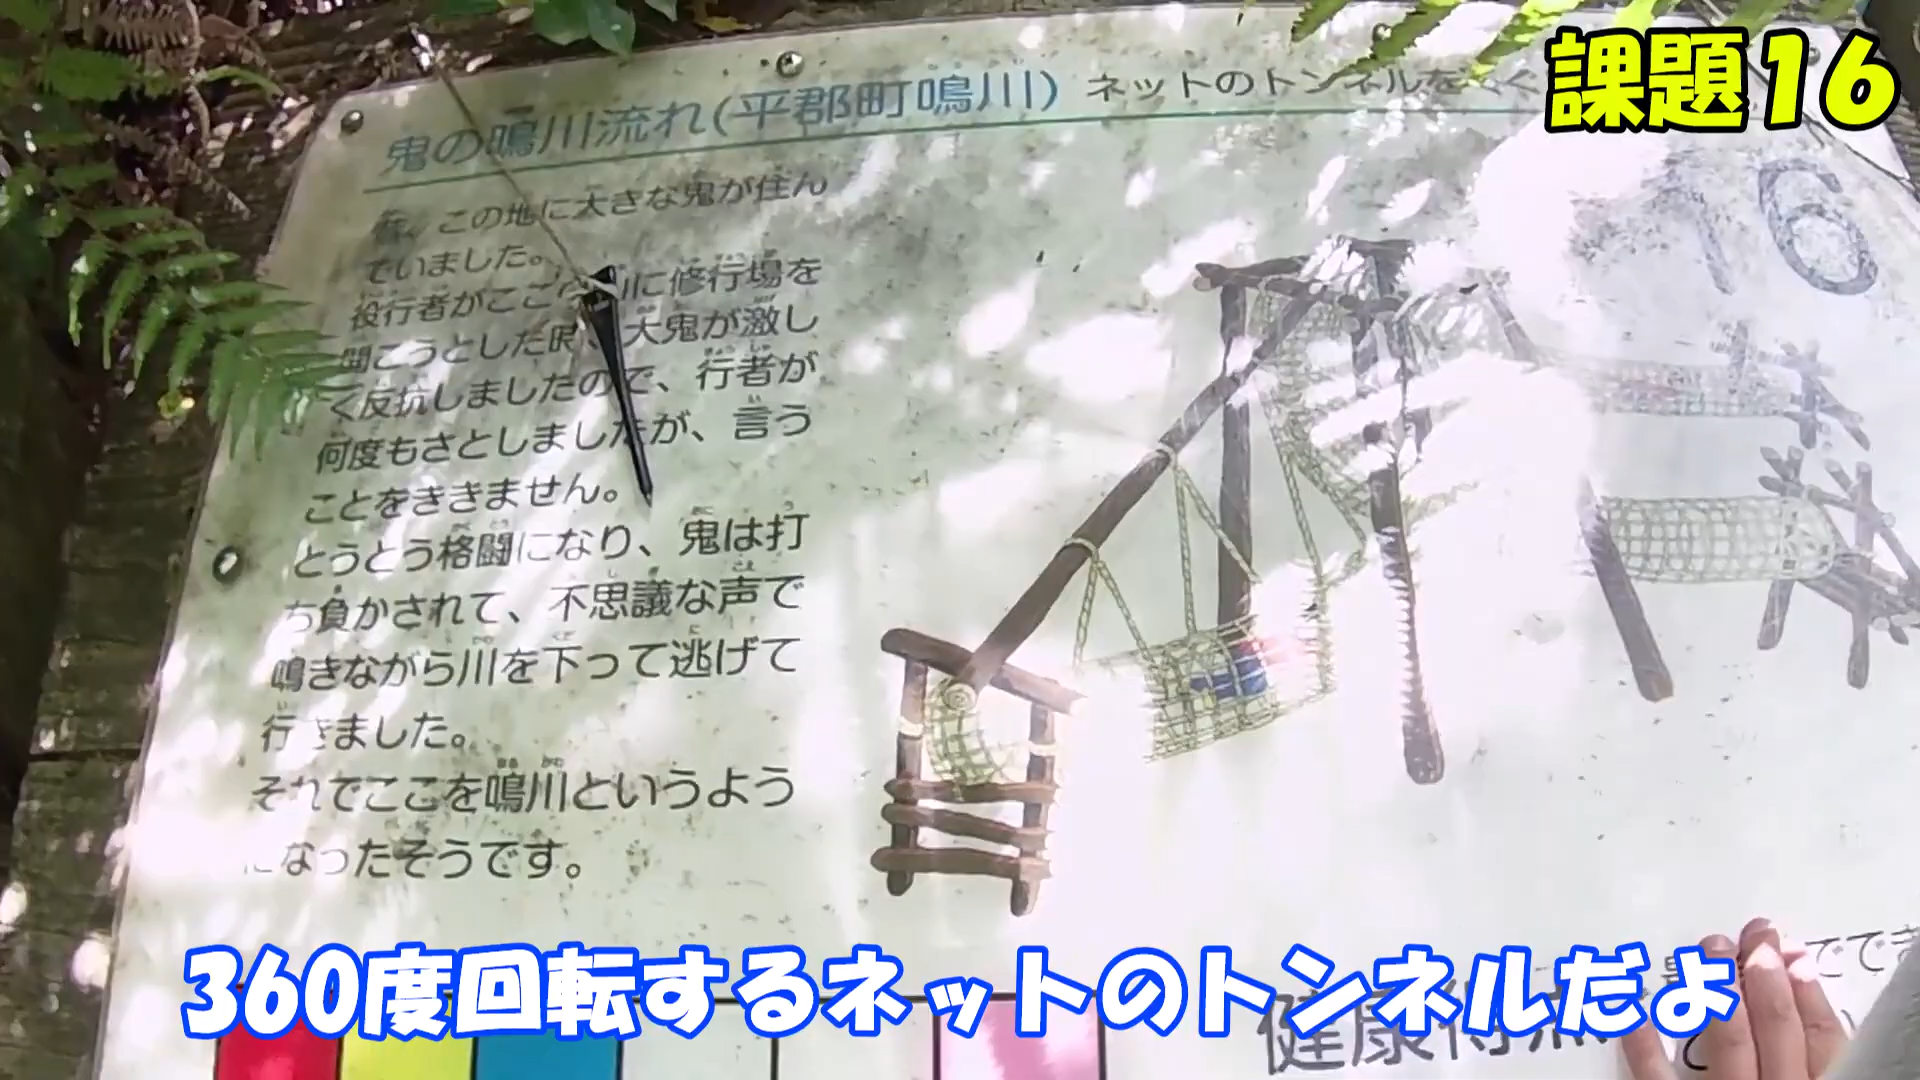 課題16
鬼の鳴川流れ(平郡町鳴川) ネットのトンネルをくぐ
16
昔、この地に大きな鬼が住ん
でいました。
役行者がここ に修行場を
開こうとした時、大鬼が激し
く反抗しましたので、行者が
何度もさとしましたが、言う
ことをききません。
とうとう格闘になり、鬼は打
ち負かされて、不思議な声で
鳴きながら川を下って逃げて
行きました。
それでここを鳴川というよう
になったそうです。
でき
健康得点
360度回転するネットのトンネルだよ